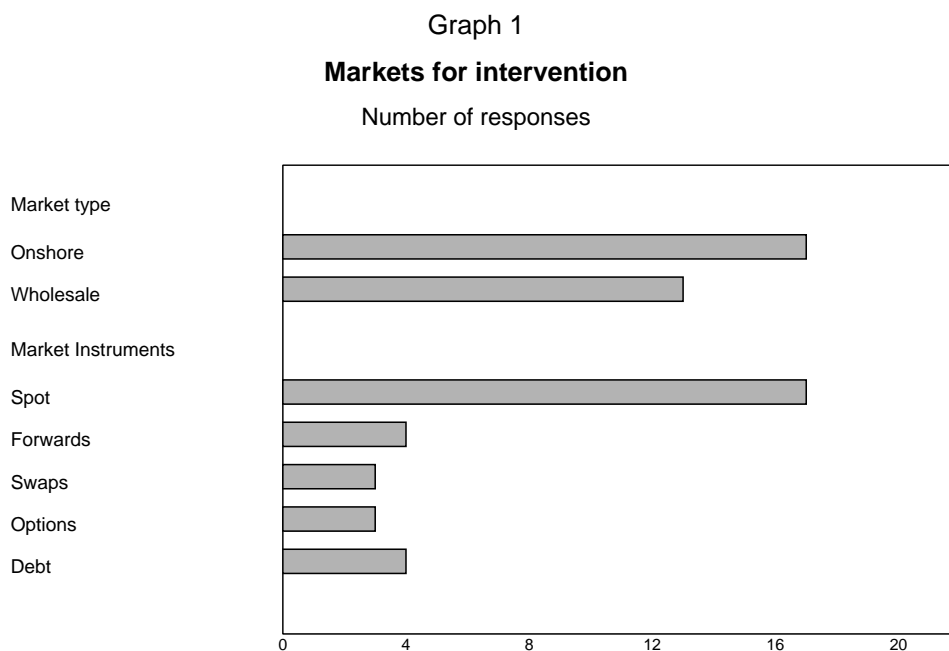 Graph 1
Markets for intervention
Number of responses
Market type
Onshore
Wholesale
Market Instruments
Spot
Forwards
Swaps
Options
Debt
0 4 8 12 16 20